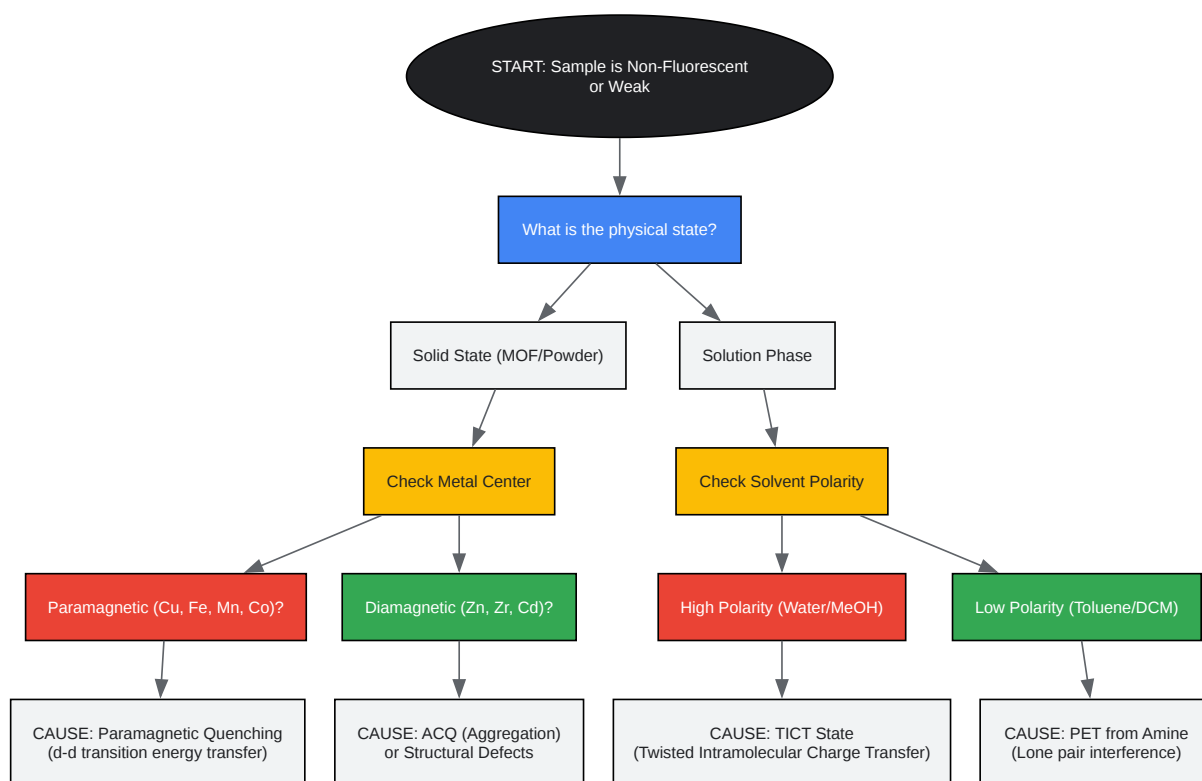 START: Sample is Non-Fluorescent
or Weak
What is the physical state?
Solid State (MOF/Powder)
Solution Phase
Check Metal Center
Check Solvent Polarity
Paramagnetic (Cu, Fe, Mn, Co)?
Diamagnetic (Zn, Zr, Cd)?
High Polarity (Water/MeOH)
Low Polarity (Toluene/DCM)
CAUSE: Paramagnetic Quenching
(d-d transition energy transfer)
CAUSE: ACQ (Aggregation)
or Structural Defects
CAUSE: TICT State
(Twisted Intramolecular Charge Transfer)
CAUSE: PET from Amine
(Lone pair interference)